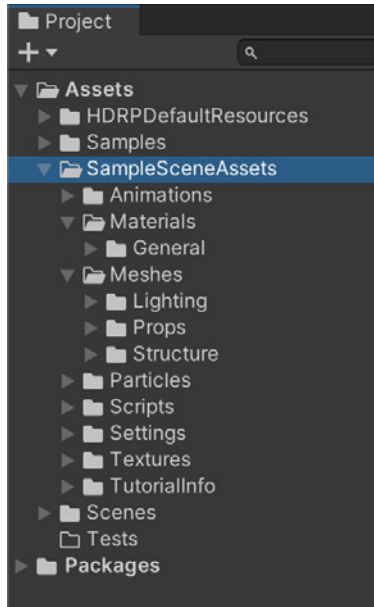 Project
Assets
HDRPDefaultResources
Samples
SampleSceneAssets
Animations
Materials
General
Meshes
Lighting
Props
Structure
Particles
Scripts
Settings
Textures
TutorialInfo
Scenes
Tests
Packages